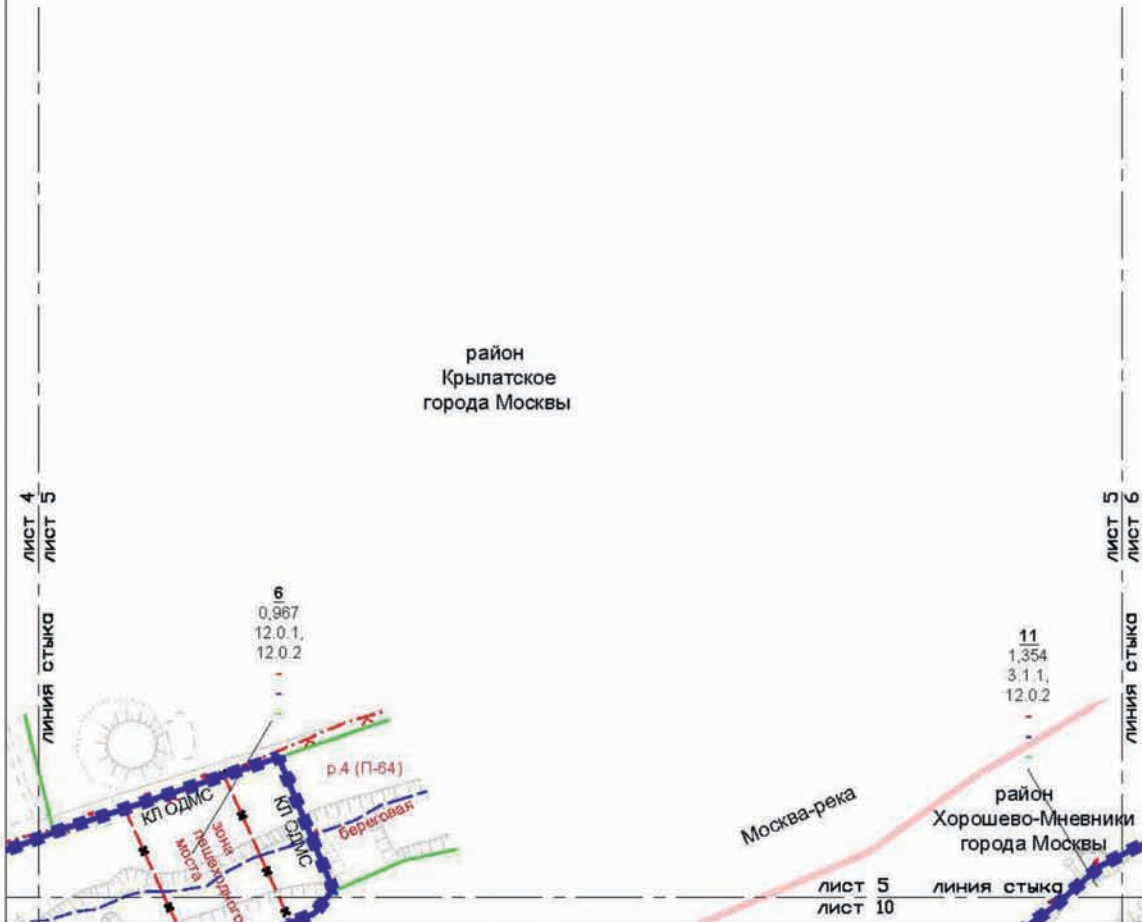 район
Крылатское
города Москвы
лист 4
лист 5
линия стыка
лист 5
лист 6
линия стыка
6
0,967
12.0.1,
12.0.2
11
1,354
3.1.1,
12.0.2
К
К
р.4 (П-64)
КЛ ОДМС
КЛ ОДМС
зона
пешеходного
моста
береговая
Москва-река
район
Хорошево-Мневники
города Москвы
лист 5
линия стыка
лист 10